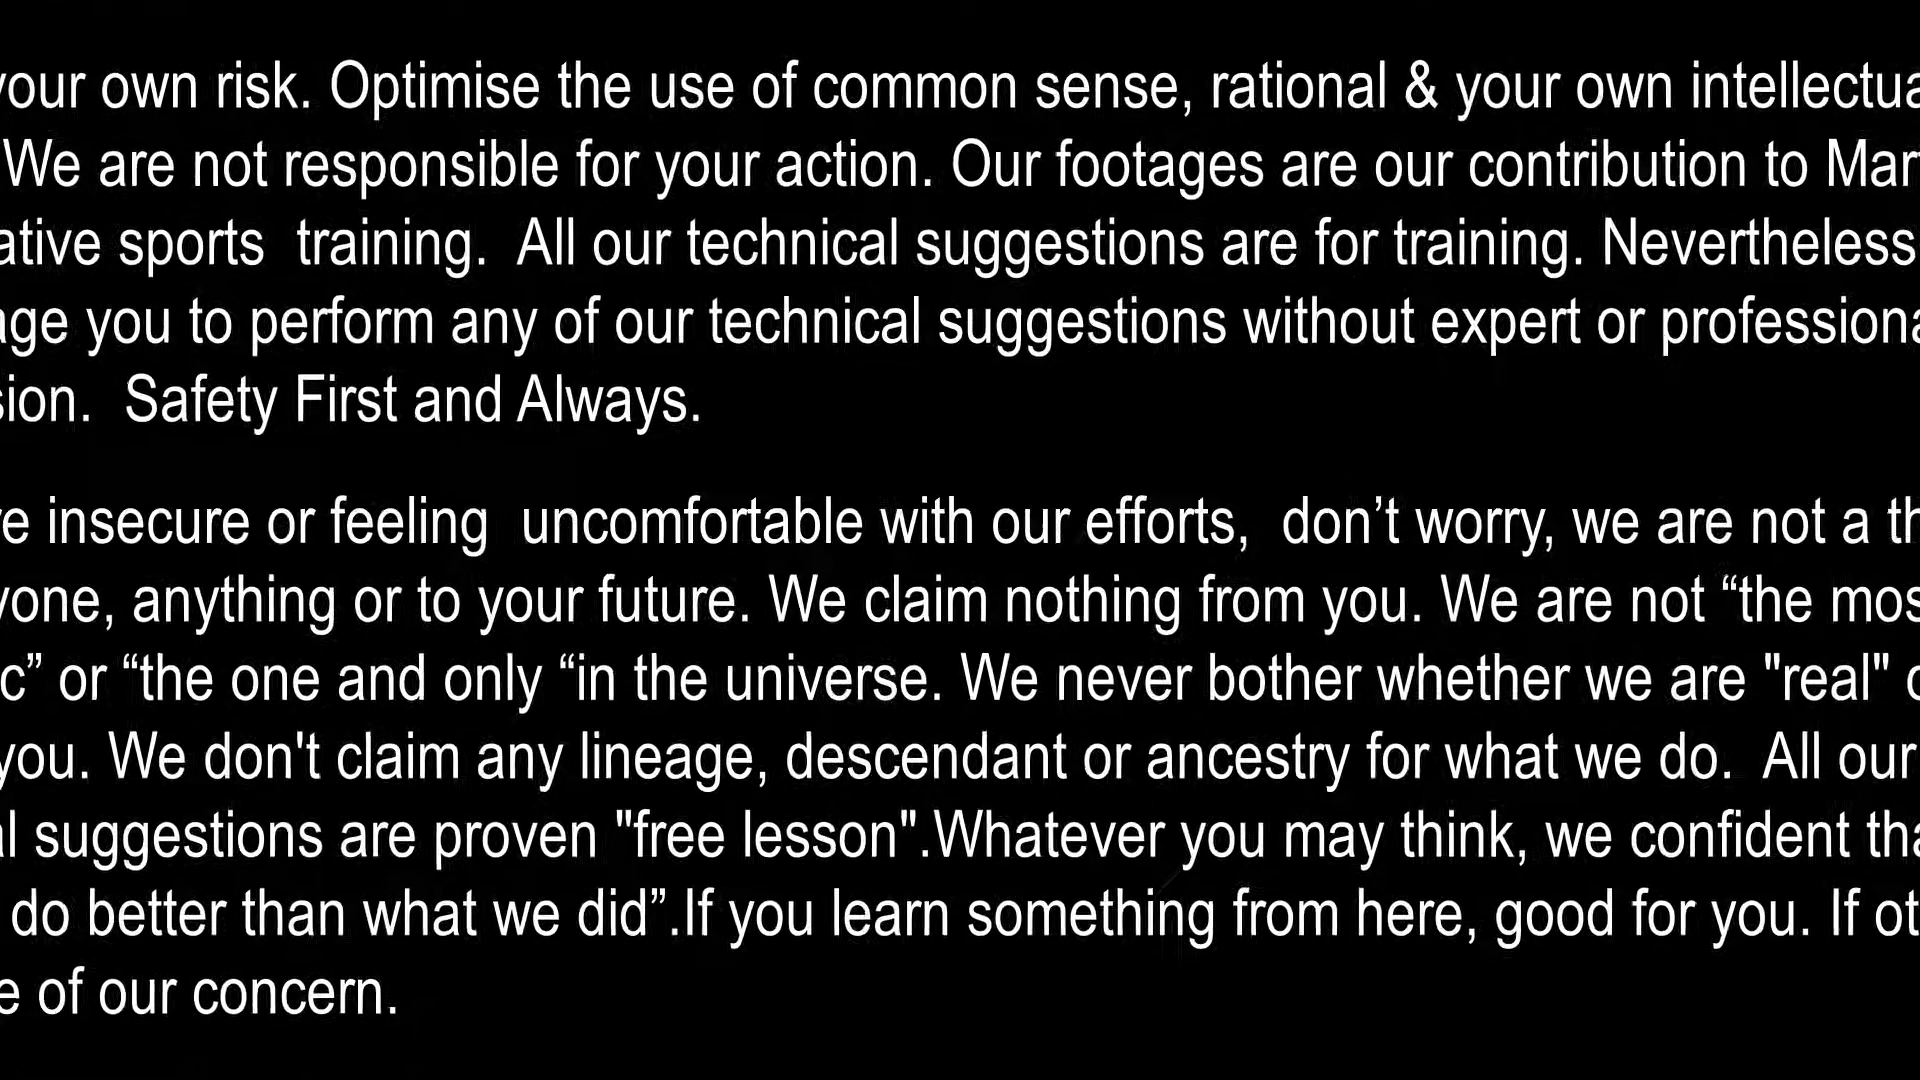 your own risk. Optimise the use of common sense, rational & your own intellectua
We are not responsible for your action. Our footages are our contribution to Mar
ative sports  training.  All our technical suggestions are for training. Nevertheless
age you to perform any of our technical suggestions without expert or professiona
sion.  Safety First and Always.
re insecure or feeling  uncomfortable with our efforts,  don’t worry, we are not a th
yone, anything or to your future. We claim nothing from you. We are not “the mos
c” or “the one and only “in the universe. We never bother whether we are "real" o
you. We don't claim any lineage, descendant or ancestry for what we do.  All our
al suggestions are proven "free lesson".Whatever you may think, we confident tha
do better than what we did”.If you learn something from here, good for you. If ot
e of our concern.